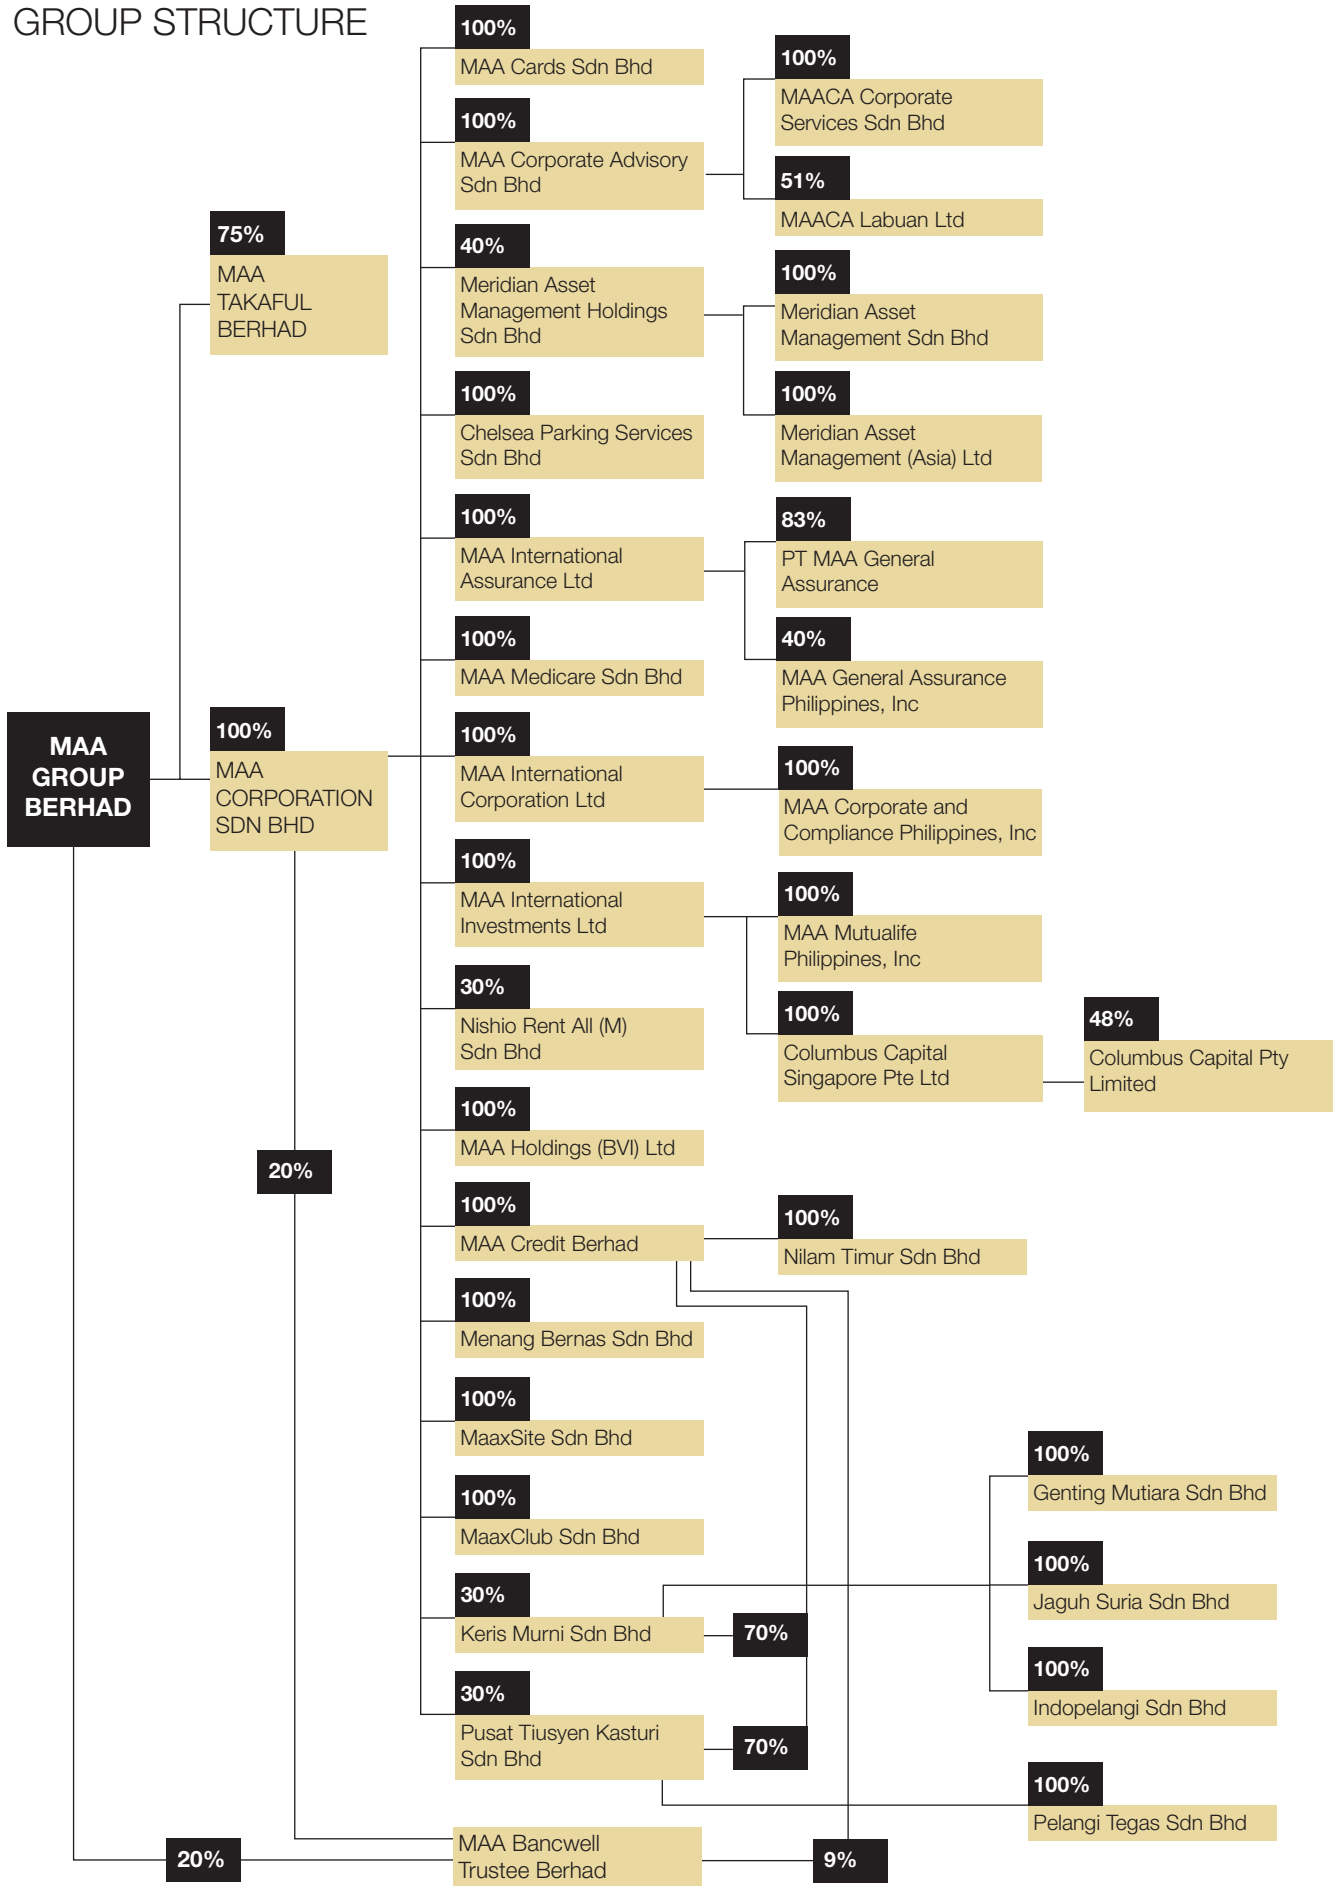 GROUP STRUCTURE
MAA
GROUP
BERHAD
75%
MAA
TAKAFUL
BERHAD
100%
MAA
CORPORATION
SDN BHD
20%
20%
100%
MAA Cards Sdn Bhd
100%
MAA Corporate Advisory
Sdn Bhd
100%
MAACA Corporate
Services Sdn Bhd
51%
MAACA Labuan Ltd
40%
Meridian Asset
Management Holdings
Sdn Bhd
100%
Meridian Asset
Management Sdn Bhd
100%
Meridian Asset
Management (Asia) Ltd
100%
Chelsea Parking Services
Sdn Bhd
100%
MAA International
Assurance Ltd
83%
PT MAA General
Assurance
40%
MAA General Assurance
Philippines, Inc
100%
MAA Medicare Sdn Bhd
100%
MAA International
Corporation Ltd
100%
MAA Corporate and
Compliance Philippines, Inc
100%
MAA International
Investments Ltd
100%
MAA Mutualife
Philippines, Inc
100%
Columbus Capital
Singapore Pte Ltd
48%
Columbus Capital Pty
Limited
30%
Nishio Rent All (M)
Sdn Bhd
100%
MAA Holdings (BVI) Ltd
100%
MAA Credit Berhad
100%
Nilam Timur Sdn Bhd
100%
Menang Bernas Sdn Bhd
100%
MaaxSite Sdn Bhd
100%
MaaxClub Sdn Bhd
30%
Keris Murni Sdn Bhd
70%
100%
Genting Mutiara Sdn Bhd
100%
Jaguh Suria Sdn Bhd
100%
Indopelangi Sdn Bhd
30%
Pusat Tiusyen Kasturi
Sdn Bhd
70%
100%
Pelangi Tegas Sdn Bhd
MAA Bancwell
Trustee Berhad
9%